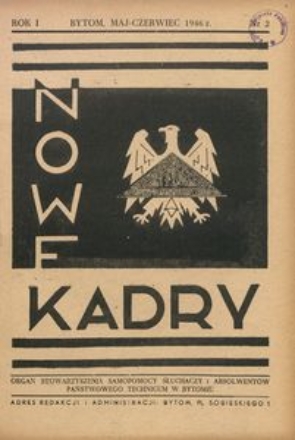 ROK I BYTOM, MAJ-CZERWIEC 1946 r. Nr 2
NOWE
KADRY
ORGAN STOWARZYSZENIA SAMOPOMOCY SŁUCHACZY I ABSOLWENTÓW
PAŃSTWOWEGO TECHNICUM W BYTOMIU
ADRES REDAKCJI I ADMINISTRACJI: BYTOM, PL. SOBIESKIEGO 1